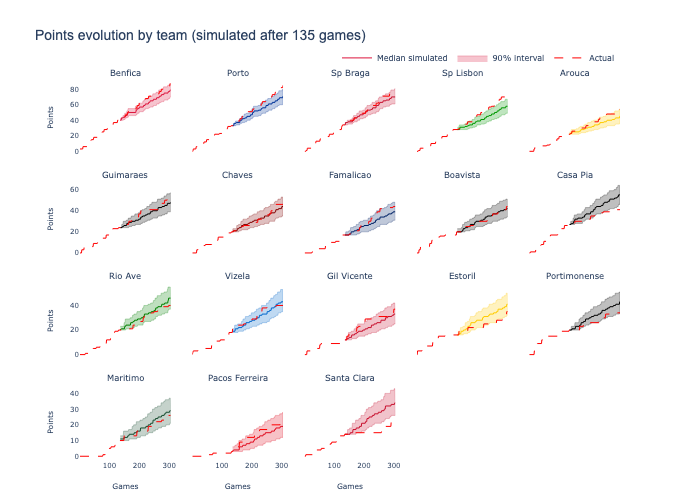 Points evolution by team (simulated after 135 games)
Median simulated 90% interval Actual
Benfica Porto Sp Braga Sp Lisbon Arouca
80
60
40
20
0
Points
Guimaraes Chaves Famalicao Boavista Casa Pia
60
40
20
0
Points
Rio Ave Vizela Gil Vicente Estoril Portimonense
40
20
0
Points
Maritimo Pacos Ferreira Santa Clara
40
30
20
10
0
Points
100 200 300 100 200 300 100 200 300
Games Games Games